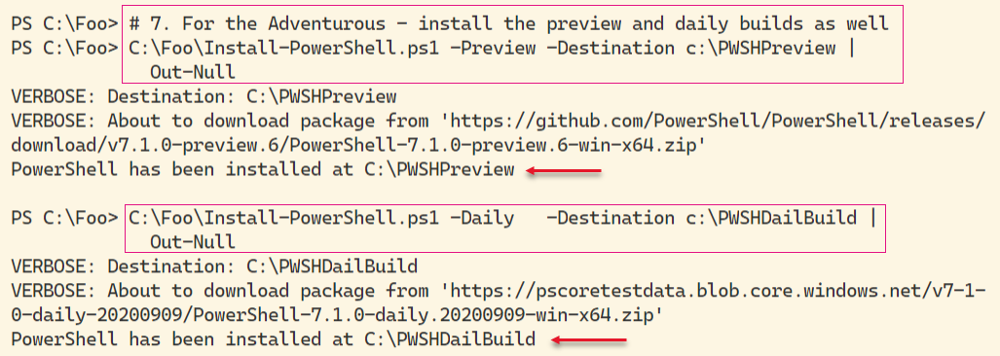 PS C:\Foo> # 7. For the Adventurous - install the preview and daily builds as well
PS C:\Foo> C:\Foo\Install-PowerShell.ps1 -Preview -Destination c:\PWSHPreview |
Out-Null
VERBOSE: Destination: C:\PWSHPreview
VERBOSE: About to download package from 'https://github.com/PowerShell/PowerShell/releases/
download/v7.1.0-preview.6/PowerShell-7.1.0-preview.6-win-x64.zip'
PowerShell has been installed at C:\PWSHPreview
PS C:\Foo> C:\Foo\Install-PowerShell.ps1 -Daily   -Destination c:\PWSHDailBuild |
Out-Null
VERBOSE: Destination: C:\PWSHDailBuild
VERBOSE: About to download package from 'https://pscoretestdata.blob.core.windows.net/v7-1-
0-daily-20200909/PowerShell-7.1.0-daily.20200909-win-x64.zip'
PowerShell has been installed at C:\PWSHDailBuild